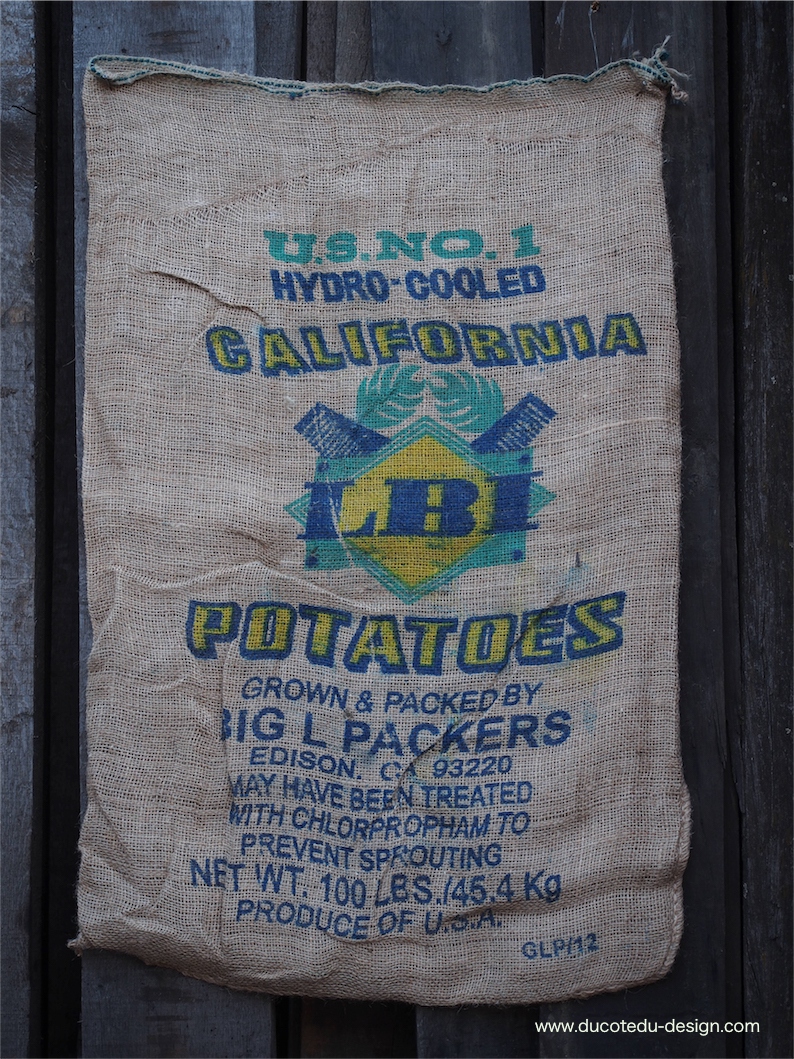 U.S.NO.1
HYDRO-COOLED
CALIFORNIA
LBI
POTATOES
GROWN & PACKED BY
BIG L PACKERS
EDISON, CA 93220
MAY HAVE BEEN TREATED
WITH CHLORPROPHAM TO
PREVENT SPROUTING
NET WT. 100 LBS./45.4 Kg
PRODUCE OF U.S.A.
GLP/12
www.ducotedu-design.com